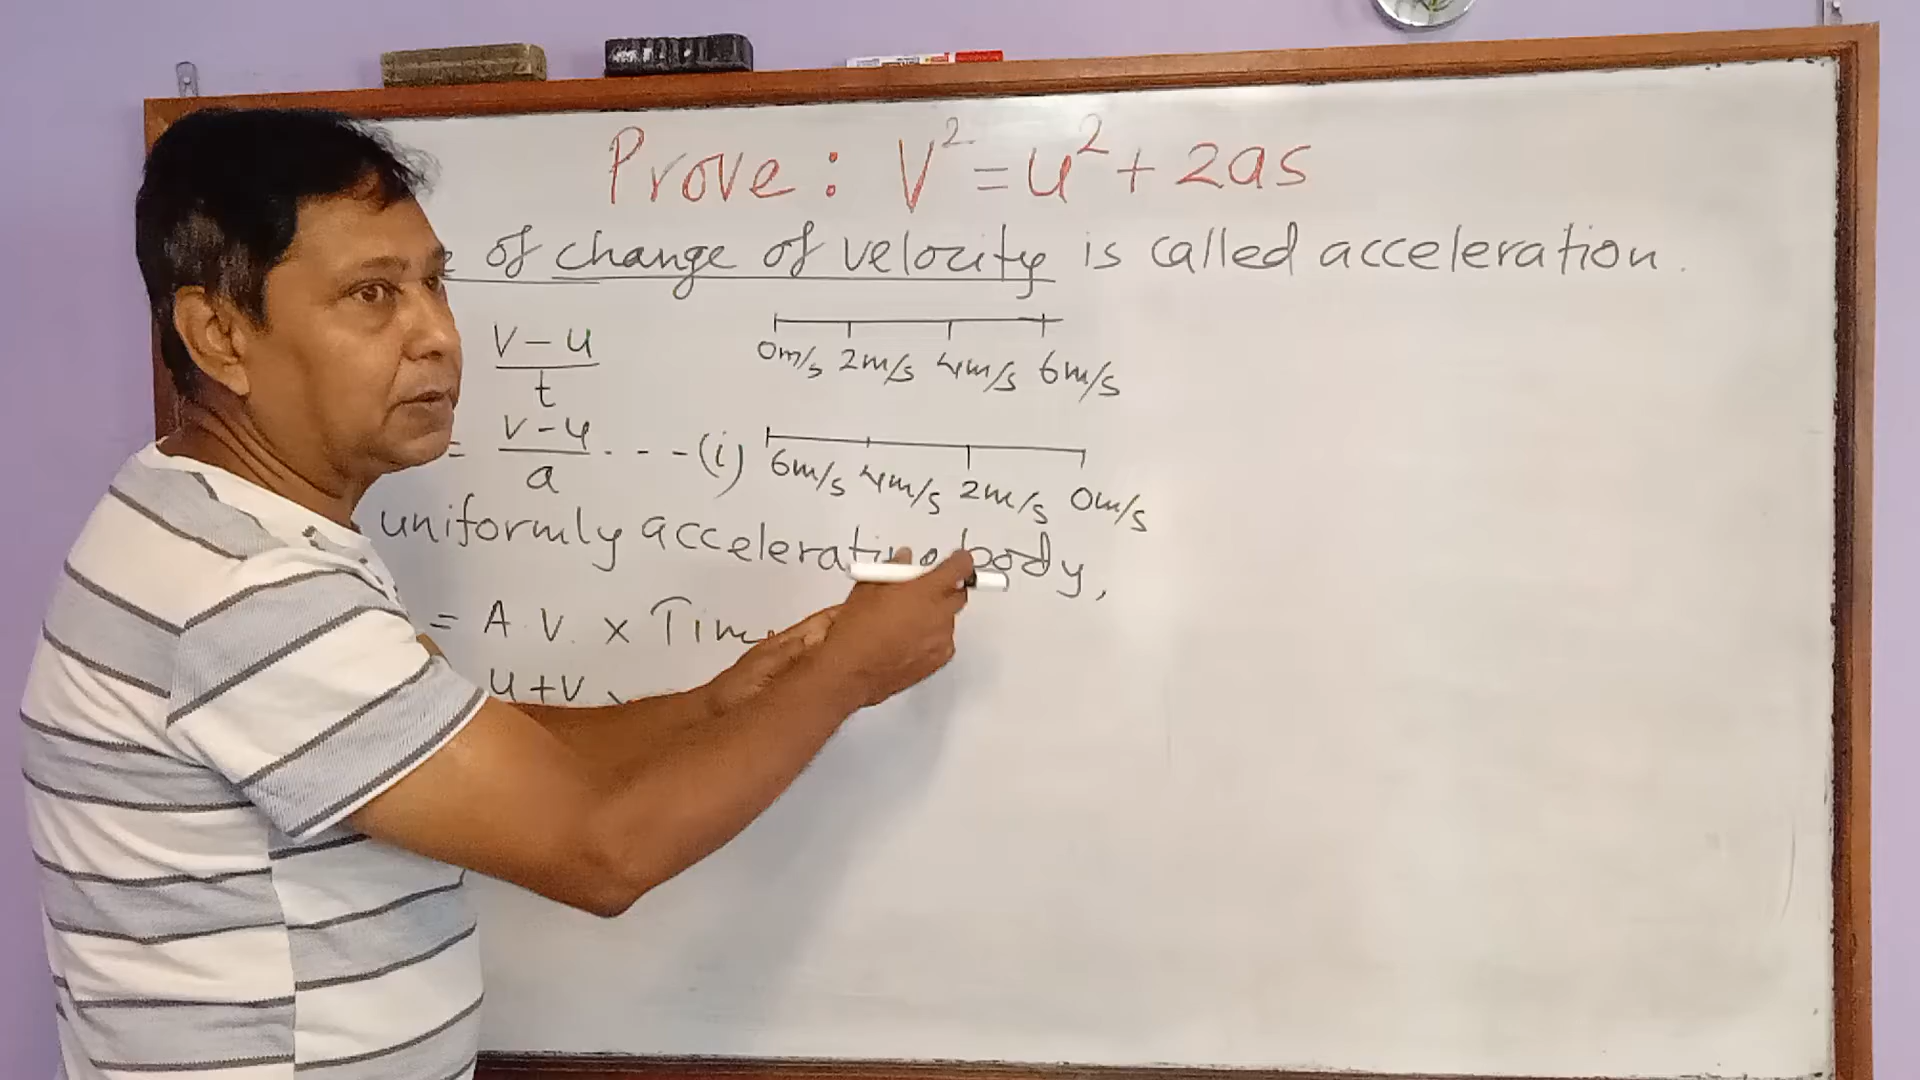 Prove: V² = u² + 2as
of change of velocity is called acceleration.
V - u
t
0m/s 2m/s 4m/s 6m/s
= V - u
a
---(i)
6m/s 4m/s 2m/s 0m/s
uniformly accelerating body,
= A.V. × Time
u + V ×